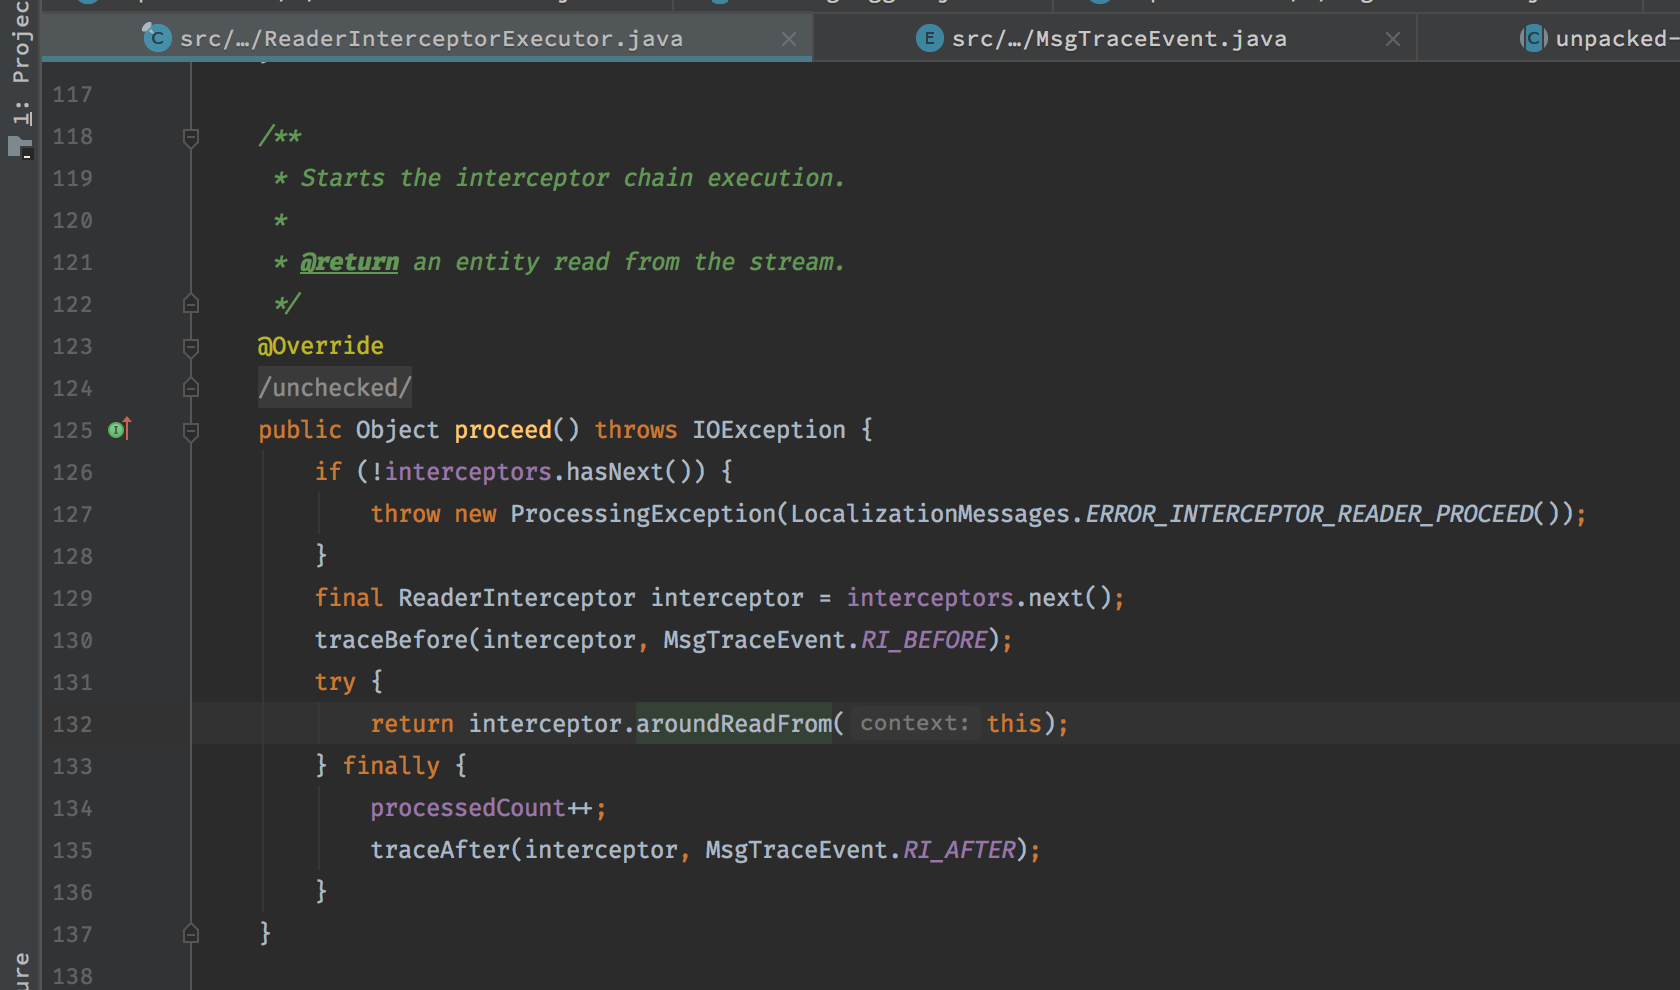 1: Projec
src/…/ReaderInterceptorExecutor.java
src/…/MsgTraceEvent.java
unpacked-
117
118 /**
119 * Starts the interceptor chain execution.
120 *
121 * @return an entity read from the stream.
122 */
123 @Override
124 /unchecked/
125 public Object proceed() throws IOException {
126 if (!interceptors.hasNext()) {
127 throw new ProcessingException(LocalizationMessages.ERROR_INTERCEPTOR_READER_PROCEED());
128 }
129 final ReaderInterceptor interceptor = interceptors.next();
130 traceBefore(interceptor, MsgTraceEvent.RI_BEFORE);
131 try {
132 return interceptor.aroundReadFrom( context: this);
133 } finally {
134 processedCount++;
135 traceAfter(interceptor, MsgTraceEvent.RI_AFTER);
136 }
137 }
138
ure